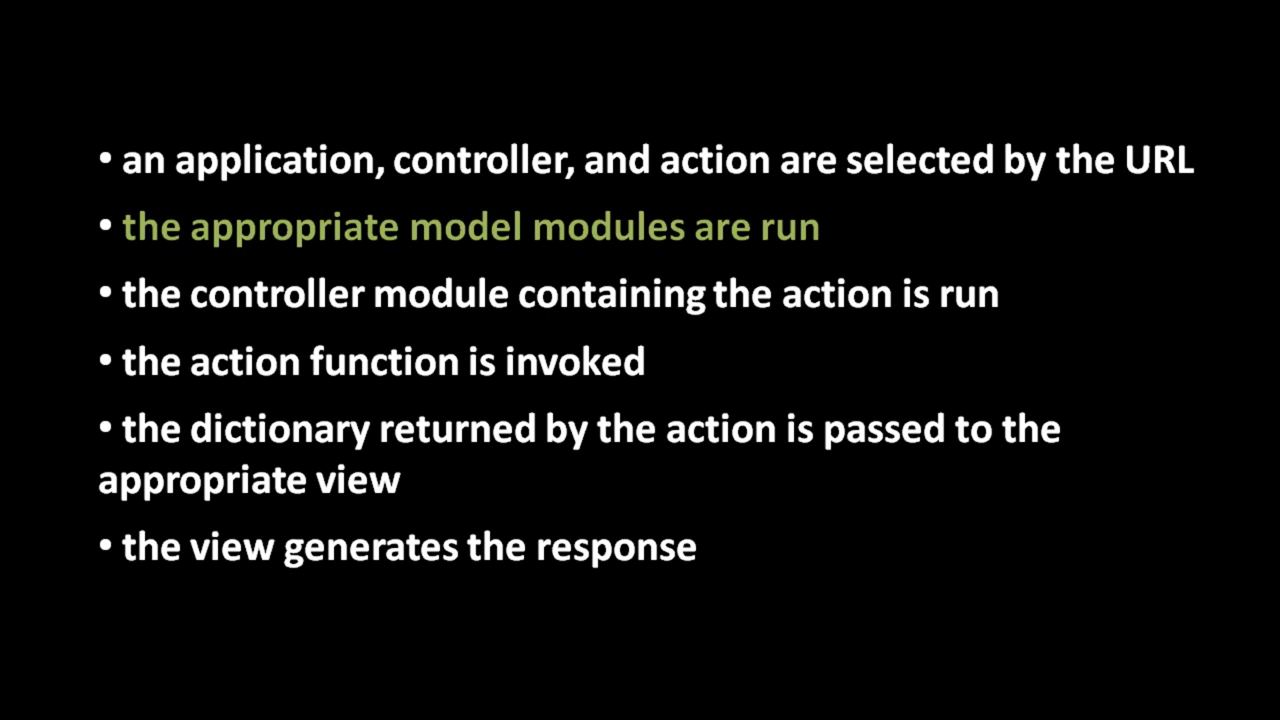 • an application, controller, and action are selected by the URL
• the appropriate model modules are run
• the controller module containing the action is run
• the action function is invoked
• the dictionary returned by the action is passed to the
appropriate view
• the view generates the response